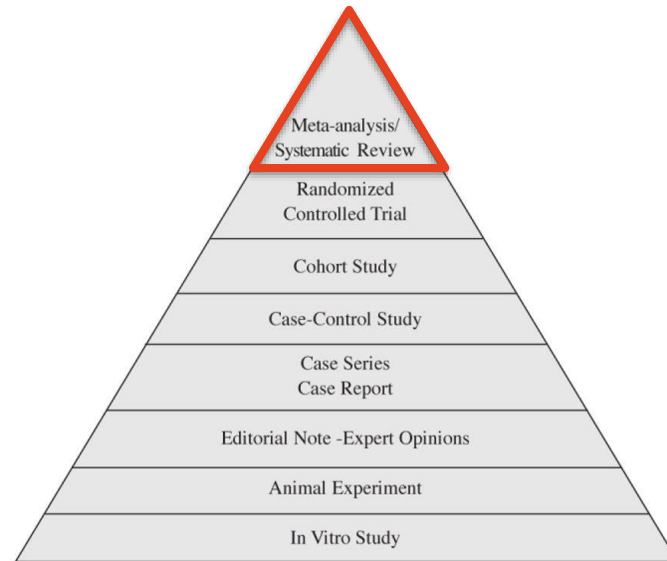 Meta-analysis/
Systematic Review
Randomized
Controlled Trial
Cohort Study
Case-Control Study
Case Series
Case Report
Editorial Note -Expert Opinions
Animal Experiment
In Vitro Study